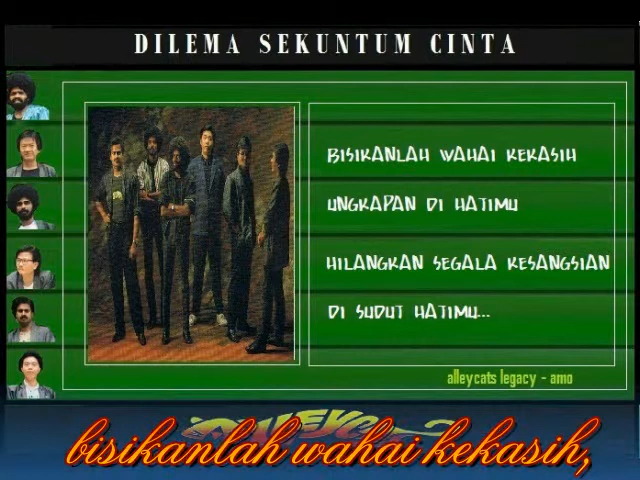 DILEMA SEKUNTUM CINTA
BISIKANLAH WAHAI KEKASIH
UNGKAPAN DI HATIMU
HILANGKAN SEGALA KESANGSIAN
DI SUDUT HATIMU...
alleycats legacy - amo
bisikanlah wahai kekasih,